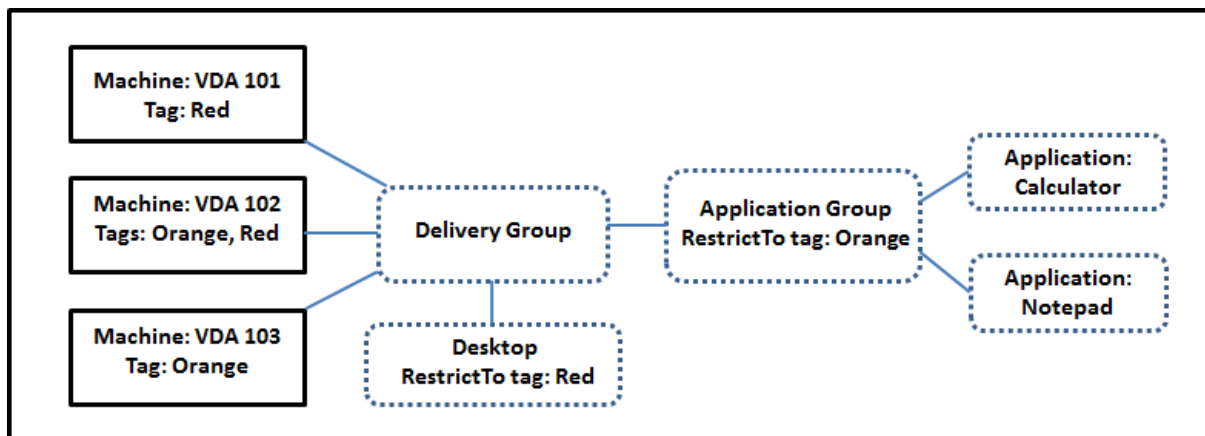 Machine: VDA 101
Tag: Red
Machine: VDA 102
Tags: Orange, Red
Machine: VDA 103
Tag: Orange
Delivery Group
Desktop
RestrictTo tag: Red
Application Group
RestrictTo tag: Orange
Application:
Calculator
Application:
Notepad